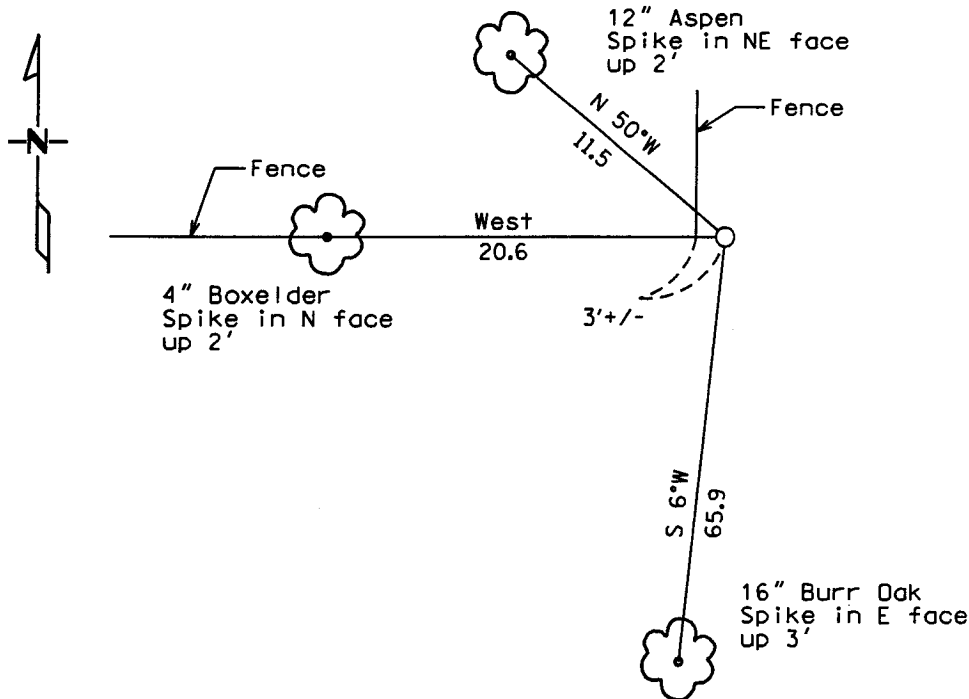 12" Aspen
Spike in NE face
up 2'
Fence
N 50°W
11.5
N
Fence
West
20.6
4" Boxelder
Spike in N face
up 2'
3'+/-
S 6°W
65.9
16" Burr Oak
Spike in E face
up 3'